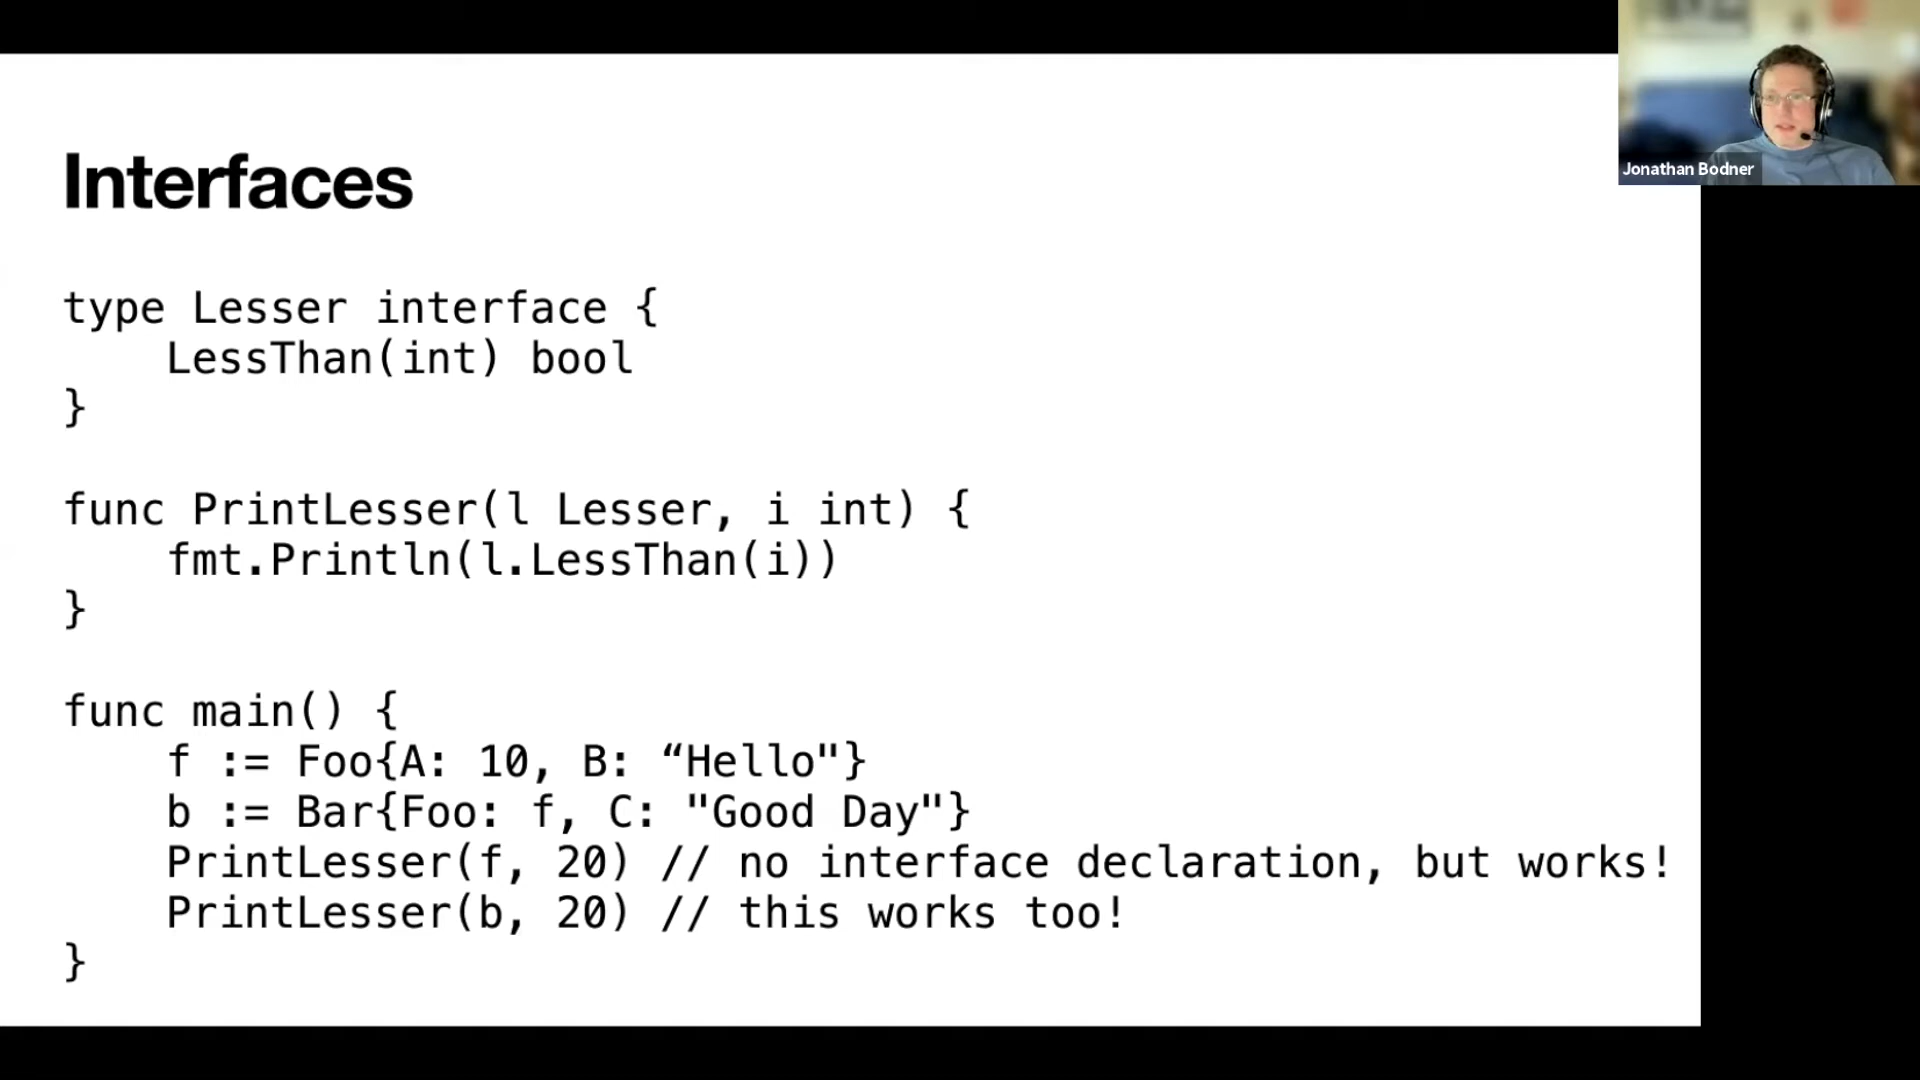 Interfaces
type Lesser interface {
    LessThan(int) bool
}
func PrintLesser(l Lesser, i int) {
    fmt.Println(l.LessThan(i))
}
func main() {
    f := Foo{A: 10, B: “Hello"}
    b := Bar{Foo: f, C: "Good Day"}
    PrintLesser(f, 20) // no interface declaration, but works!
    PrintLesser(b, 20) // this works too!
}
Jonathan Bodner